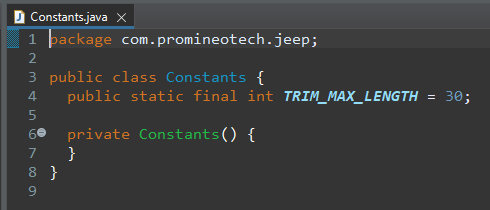 Constants.java
1 package com.promineotech.jeep;
2
3 public class Constants {
4   public static final int TRIM_MAX_LENGTH = 30;
5
6   private Constants() {
7   }
8 }
9